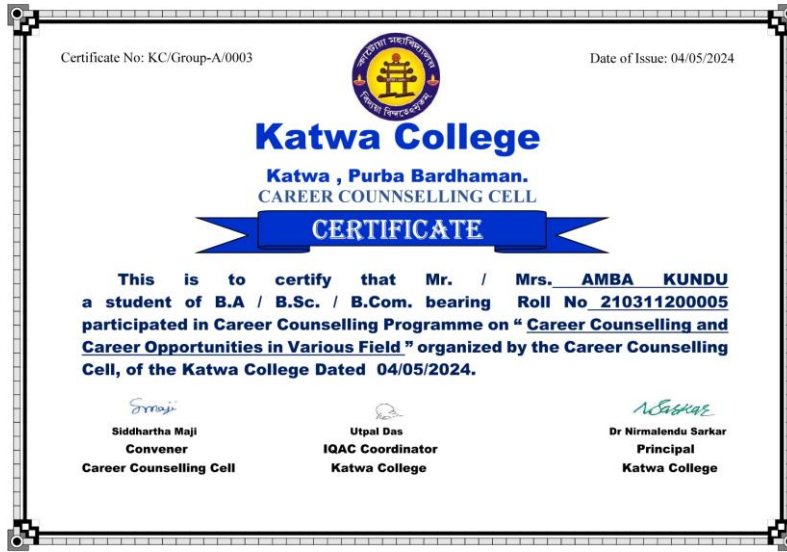 Certificate No: KC/Group-A/0003
Date of Issue: 04/05/2024
কাটোয়া মহাবিদ্যালয়
Katwa College
Katwa , Purba Bardhaman.
CAREER COUNNSELLING CELL
CERTIFICATE
This is to certify that Mr. / Mrs. AMBA KUNDU
a student of B.A / B.Sc. / B.Com. bearing Roll No 210311200005
participated in Career Counselling Programme on “ Career Counselling and
Career Opportunities in Various Field ” organized by the Career Counselling
Cell, of the Katwa College Dated 04/05/2024.
Smaji
NSarkar
Siddhartha Maji
Utpal Das
Dr Nirmalendu Sarkar
Convener
IQAC Coordinator
Principal
Career Counselling Cell
Katwa College
Katwa College